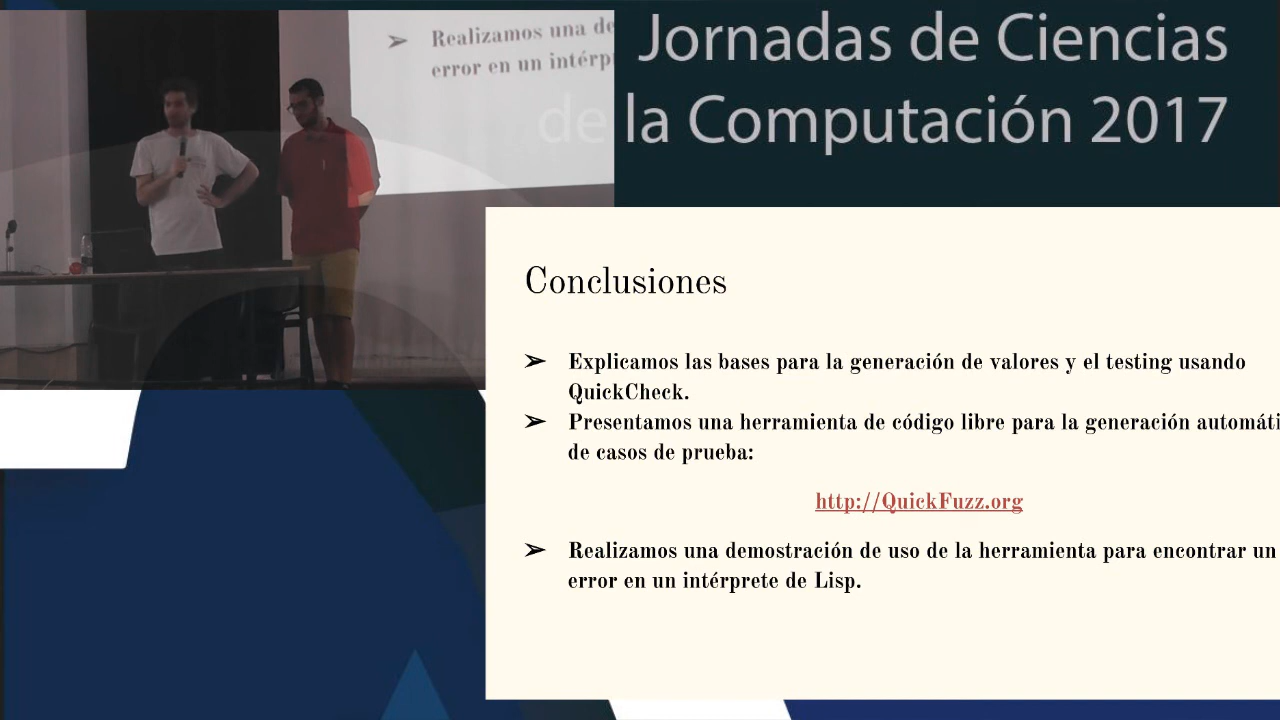 Realizamos una de
error en un intérp
Jornadas de Ciencias
de la Computación 2017
Conclusiones
➢ Explicamos las bases para la generación de valores y el testing usando
QuickCheck.
➢ Presentamos una herramienta de código libre para la generación automáti
de casos de prueba:
http://QuickFuzz.org
➢ Realizamos una demostración de uso de la herramienta para encontrar un
error en un intérprete de Lisp.